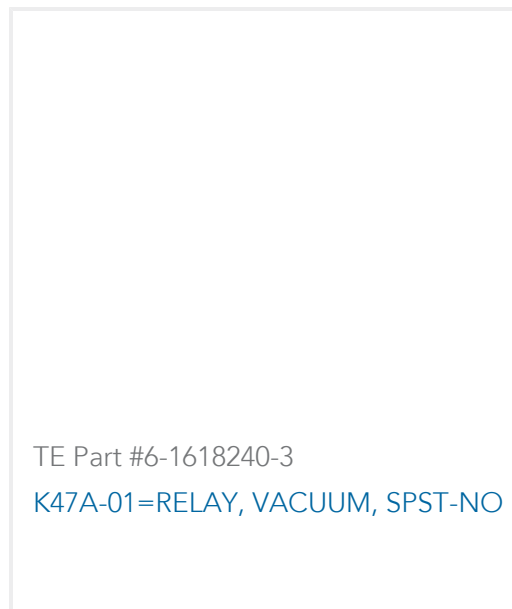 TE Part #6-1618240-3
K47A-01=RELAY, VACUUM, SPST-NO